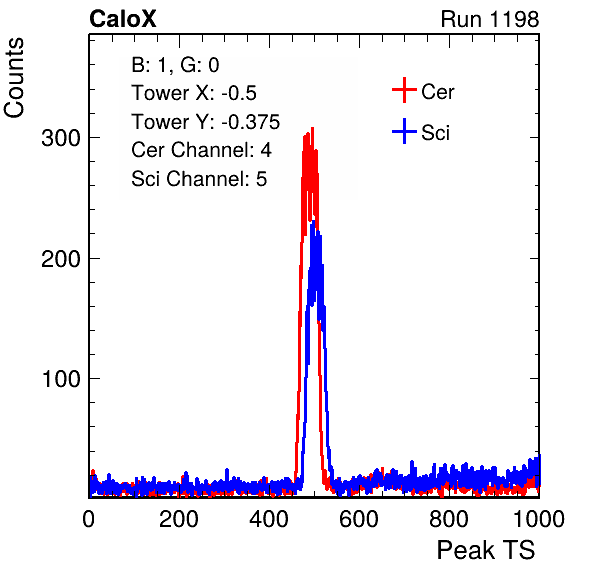 CaloX Run 1198
Counts
B: 1, G: 0
Tower X: -0.5
Tower Y: -0.375
Cer Channel: 4
Sci Channel: 5
Cer
Sci
300
200
100
0 200 400 600 800 1000
Peak TS